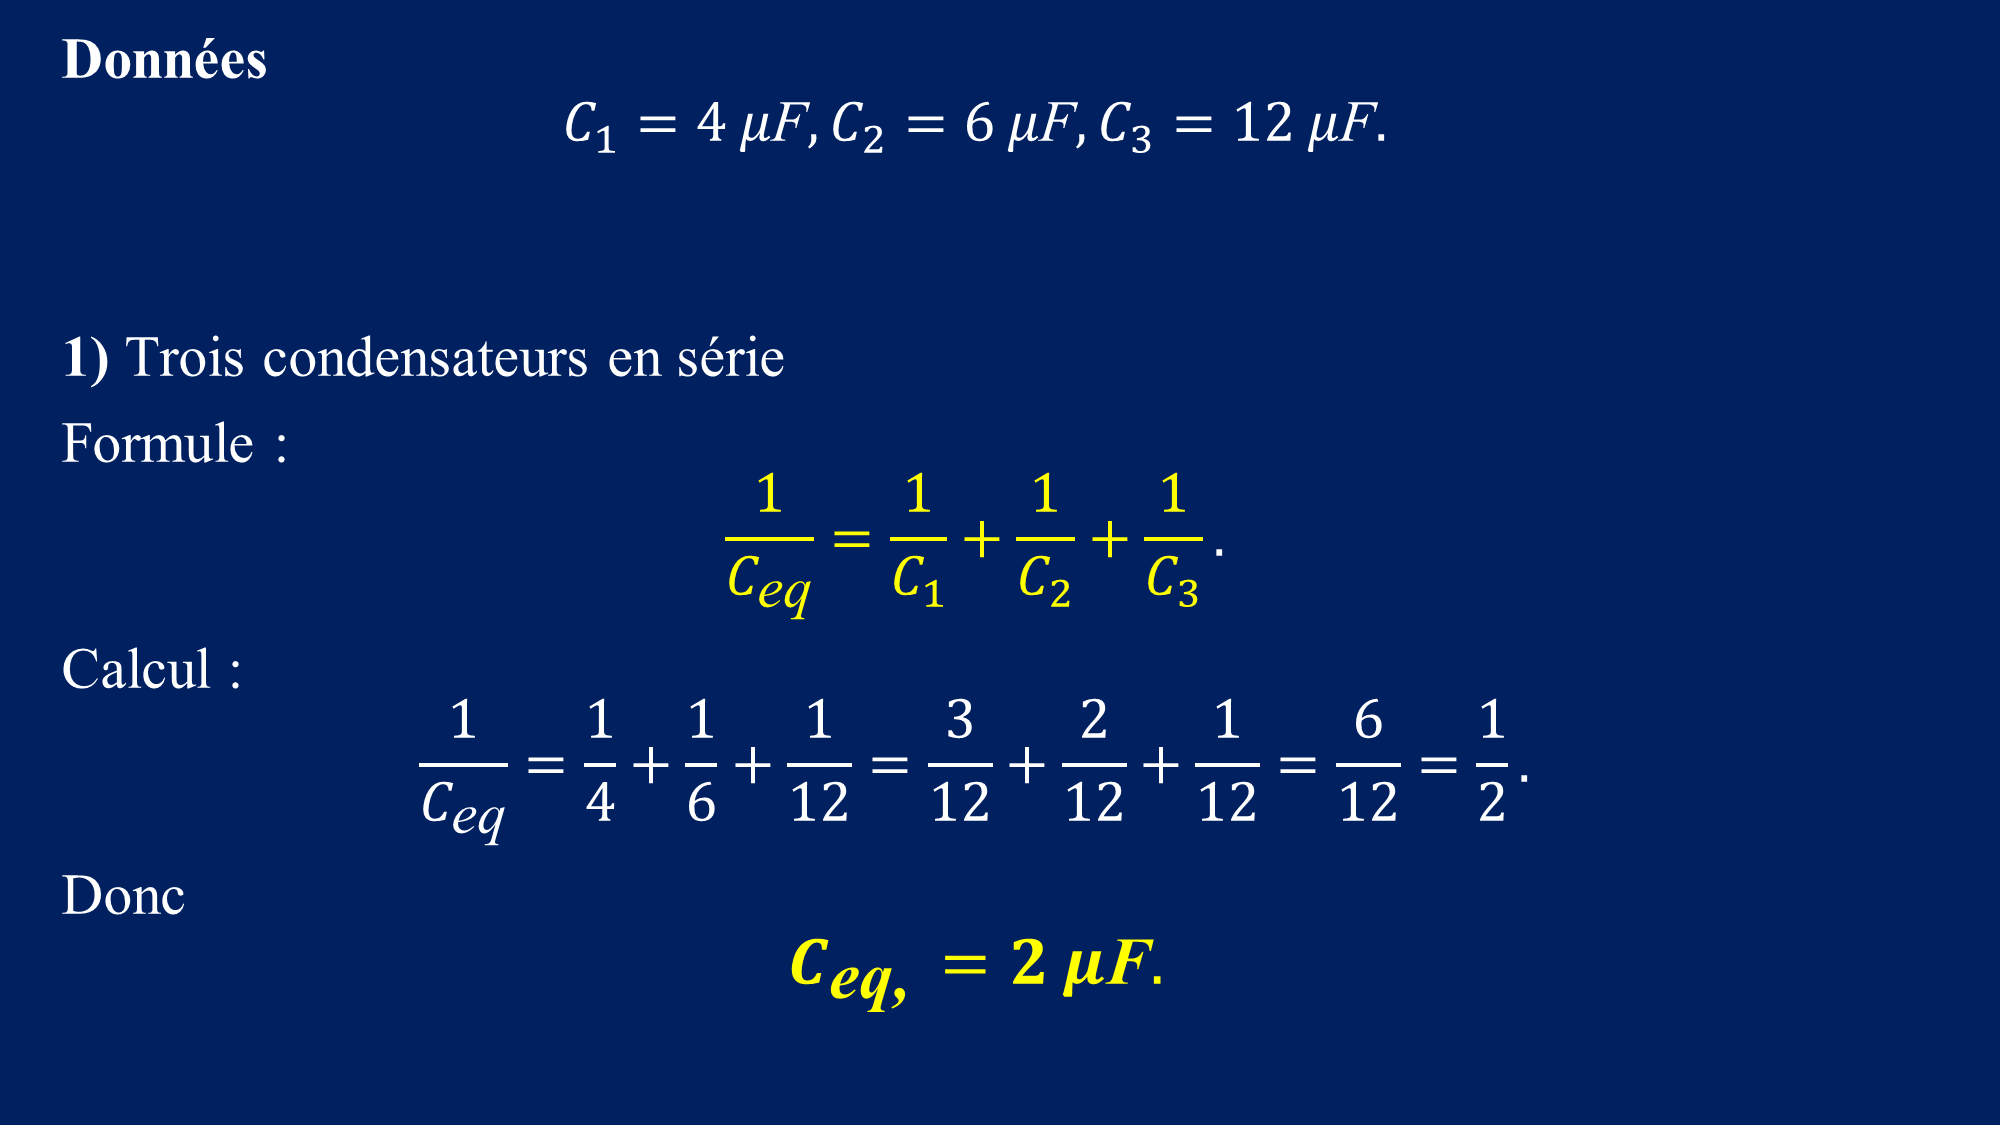 Données
C₁ = 4 μF, C₂ = 6 μF, C₃ = 12 μF.
1) Trois condensateurs en série
Formule :
1/C_eq = 1/C₁ + 1/C₂ + 1/C₃ .
Calcul :
1/C_eq = 1/4 + 1/6 + 1/12 = 3/12 + 2/12 + 1/12 = 6/12 = 1/2 .
Donc
C_eq, = 2 μF.